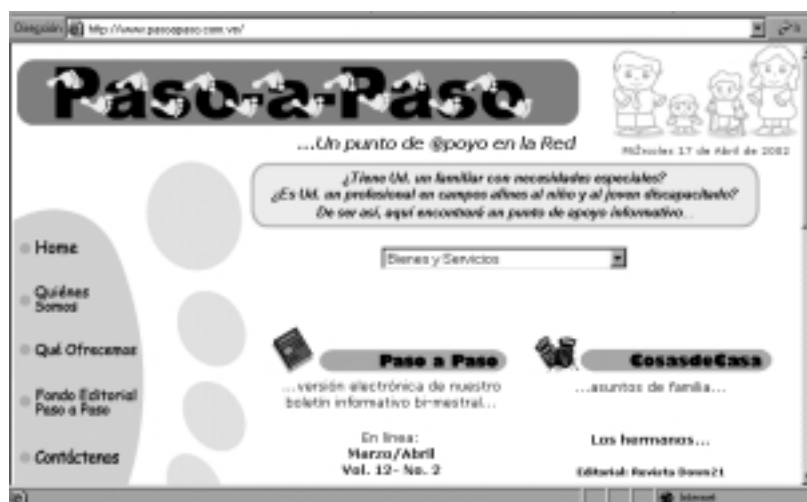 Dirección http://www.pasoapaso.com.ve/
Paso-a-Paso
...Un punto de @poyo en la Red
MiÈrcoles 17 de Abril de 2002
¿Tiene Ud. un familiar con necesidades especiales?
¿Es Ud. un profesional en campos afines al niño y al joven discapacitado?
De ser así, aquí encontrará un punto de apoyo informativo...
Bienes y Servicios
Home
Quiénes
Somos
Qué Ofrecemos
Fondo Editorial
Paso a Paso
Contáctenos
Paso a Paso
...versión electrónica de nuestro
boletín informativo bi-mestral...
En línea:
Marzo/Abril
Vol. 12- No. 2
CosasdeCasa
...asuntos de familia...
Los hermanos...
Editorial: Revista Down21
Internet